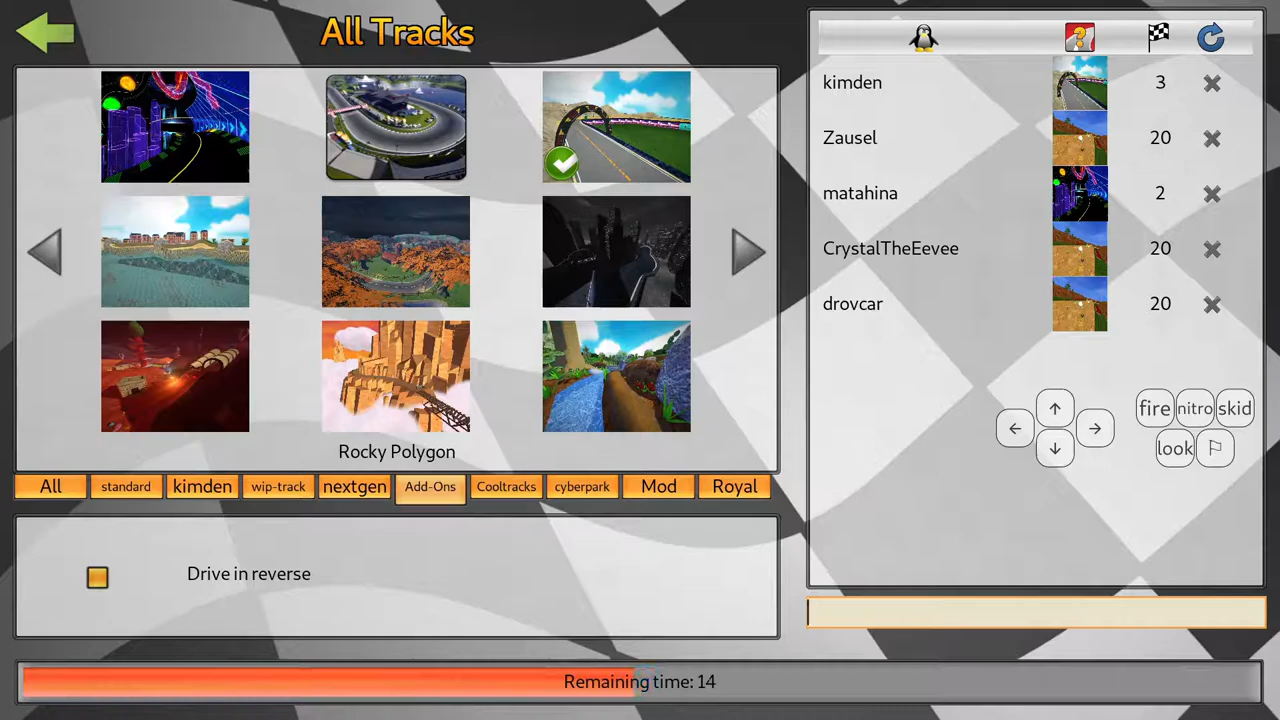 All Tracks
Rocky Polygon
All standard kimden wip-track nextgen Add-Ons Cooltracks cyberpark Mod Royal
Drive in reverse
kimden 3
Zausel 20
matahina 2
CrystalTheEevee 20
drovcar 20
fire nitro skid
look
Remaining time: 14